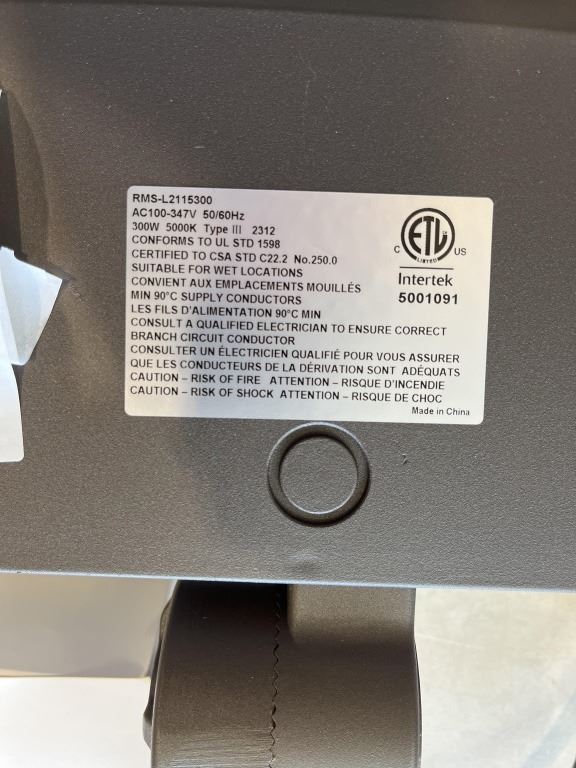 RMS-L2115300
AC100-347V 50/60Hz
300W 5000K Type III 2312
CONFORMS TO UL STD 1598
CERTIFIED TO CSA STD C22.2 No.250.0
SUITABLE FOR WET LOCATIONS
CONVIENT AUX EMPLACEMENTS MOUILLÉS
MIN 90°C SUPPLY CONDUCTORS
LES FILS D'ALIMENTATION 90°C MIN
CONSULT A QUALIFIED ELECTRICIAN TO ENSURE CORRECT
BRANCH CIRCUIT CONDUCTOR
CONSULTER UN ÉLECTRICIEN QUALIFIÉ POUR VOUS ASSURER
QUE LES CONDUCTEURS DE LA DÉRIVATION SONT ADÉQUATS
CAUTION – RISK OF FIRE ATTENTION – RISQUE D'INCENDIE
CAUTION – RISK OF SHOCK ATTENTION – RISQUE DE CHOC
Made in China
C ETL US
LISTED
Intertek
5001091